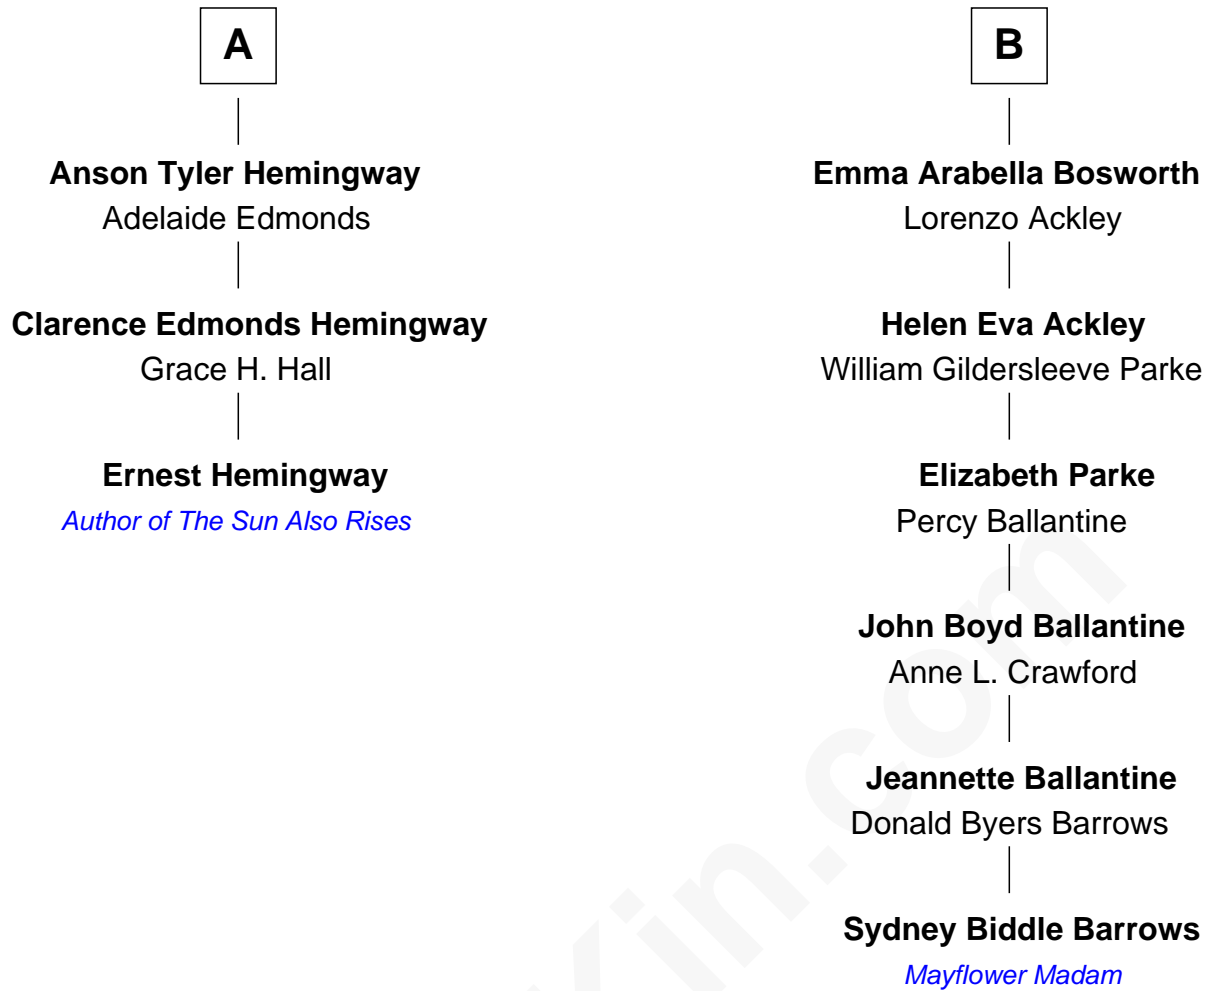 A
Anson Tyler Hemingway
Adelaide Edmonds
Clarence Edmonds Hemingway
Grace H. Hall
Ernest Hemingway
Author of The Sun Also Rises
B
Emma Arabella Bosworth
Lorenzo Ackley
Helen Eva Ackley
William Gildersleeve Parke
Elizabeth Parke
Percy Ballantine
John Boyd Ballantine
Anne L. Crawford
Jeannette Ballantine
Donald Byers Barrows
Sydney Biddle Barrows
Mayflower Madam
Kin.com